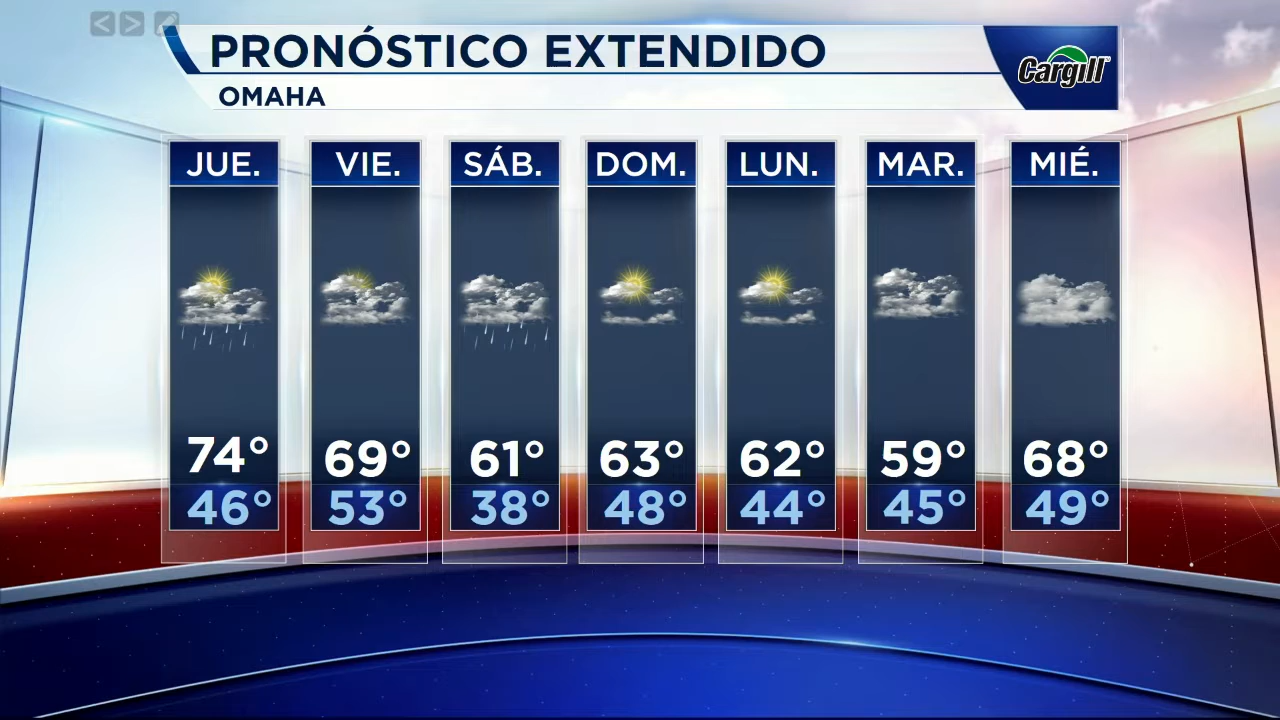 PRONÓSTICO EXTENDIDO
Cargill
OMAHA
JUE. VIE. SÁB. DOM. LUN. MAR. MIÉ.
74° 69° 61° 63° 62° 59° 68°
46° 53° 38° 48° 44° 45° 49°